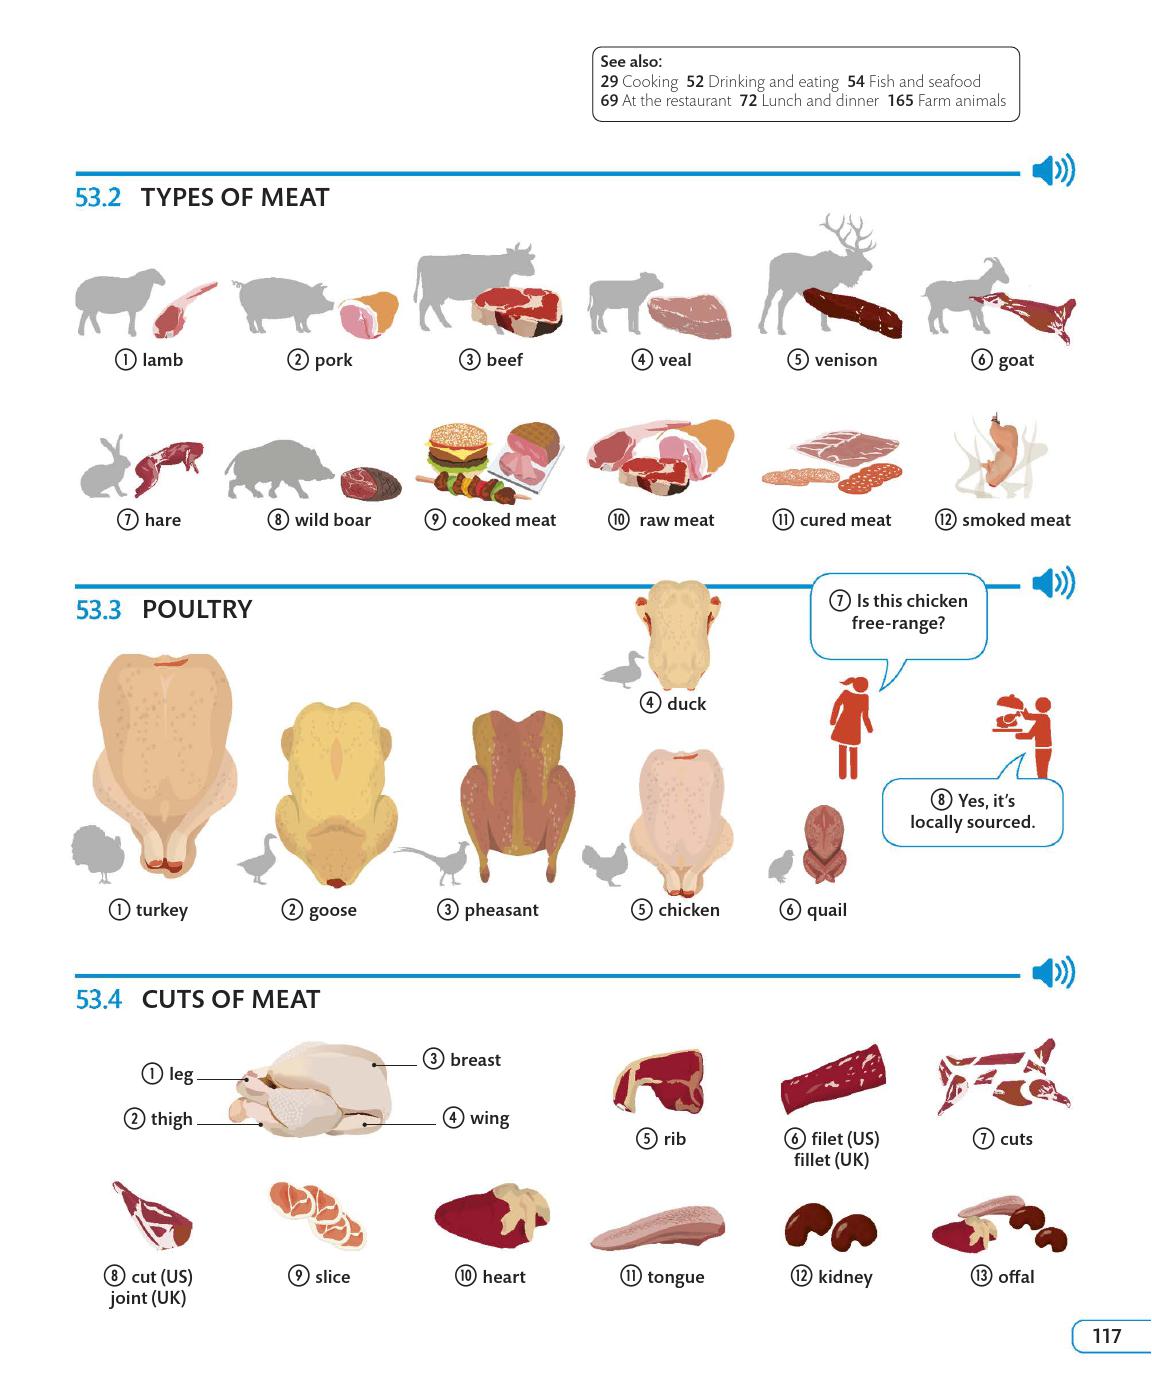 See also:
29 Cooking 52 Drinking and eating 54 Fish and seafood
69 At the restaurant 72 Lunch and dinner 165 Farm animals
53.2 TYPES OF MEAT
① lamb
② pork
③ beef
④ veal
⑤ venison
⑥ goat
⑦ hare
⑧ wild boar
⑨ cooked meat
⑩ raw meat
⑪ cured meat
⑫ smoked meat
53.3 POULTRY
① turkey
② goose
③ pheasant
④ duck
⑤ chicken
⑥ quail
⑦ Is this chicken
free-range?
⑧ Yes, it's
locally sourced.
53.4 CUTS OF MEAT
① leg
② thigh
③ breast
④ wing
⑤ rib
⑥ filet (US)
fillet (UK)
⑦ cuts
⑧ cut (US)
joint (UK)
⑨ slice
⑩ heart
⑪ tongue
⑫ kidney
⑬ offal
117